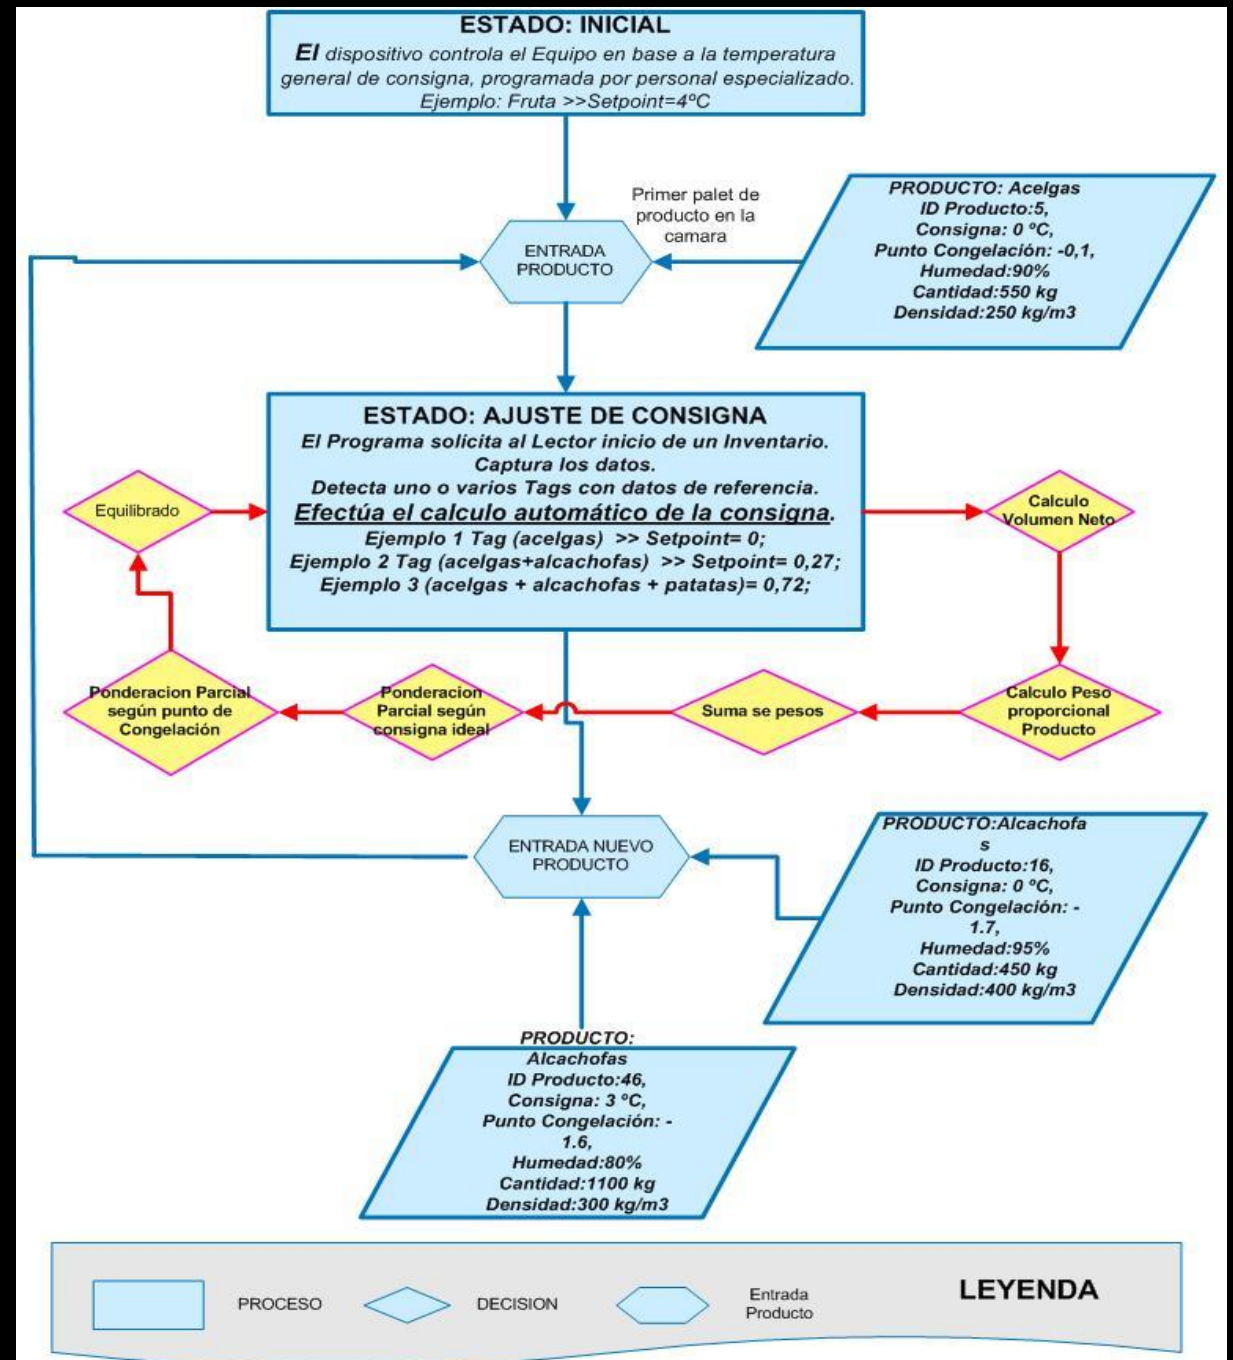 ESTADO: INICIAL
El dispositivo controla el Equipo en base a la temperatura
general de consigna, programada por personal especializado.
Ejemplo: Fruta >>Setpoint=4ºC
Primer palet de
producto en la
camara
PRODUCTO: Acelgas
ID Producto:5,
Consigna: 0 ºC,
Punto Congelación: -0,1,
Humedad:90%
Cantidad:550 kg
Densidad:250 kg/m3
ENTRADA
PRODUCTO
ESTADO: AJUSTE DE CONSIGNA
El Programa solicita al Lector inicio de un Inventario.
Captura los datos.
Detecta uno o varios Tags con datos de referencia.
Efectúa el calculo automático de la consigna.
Ejemplo 1 Tag (acelgas) >> Setpoint= 0;
Ejemplo 2 Tag (acelgas+alcachofas) >> Setpoint= 0,27;
Ejemplo 3 (acelgas + alcachofas + patatas)= 0,72;
Equilibrado
Calculo
Volumen Neto
Ponderacion Parcial
según punto de
Congelación
Ponderacion
Parcial según
consigna ideal
Suma se pesos
Calculo Peso
proporcional
Producto
ENTRADA NUEVO
PRODUCTO
PRODUCTO:Alcachofa
s
ID Producto:16,
Consigna: 0 ºC,
Punto Congelación: -
1.7,
Humedad:95%
Cantidad:450 kg
Densidad:400 kg/m3
PRODUCTO:
Alcachofas
ID Producto:46,
Consigna: 3 ºC,
Punto Congelación: -
1.6,
Humedad:80%
Cantidad:1100 kg
Densidad:300 kg/m3
LEYENDA
PROCESO
DECISION
Entrada
Producto